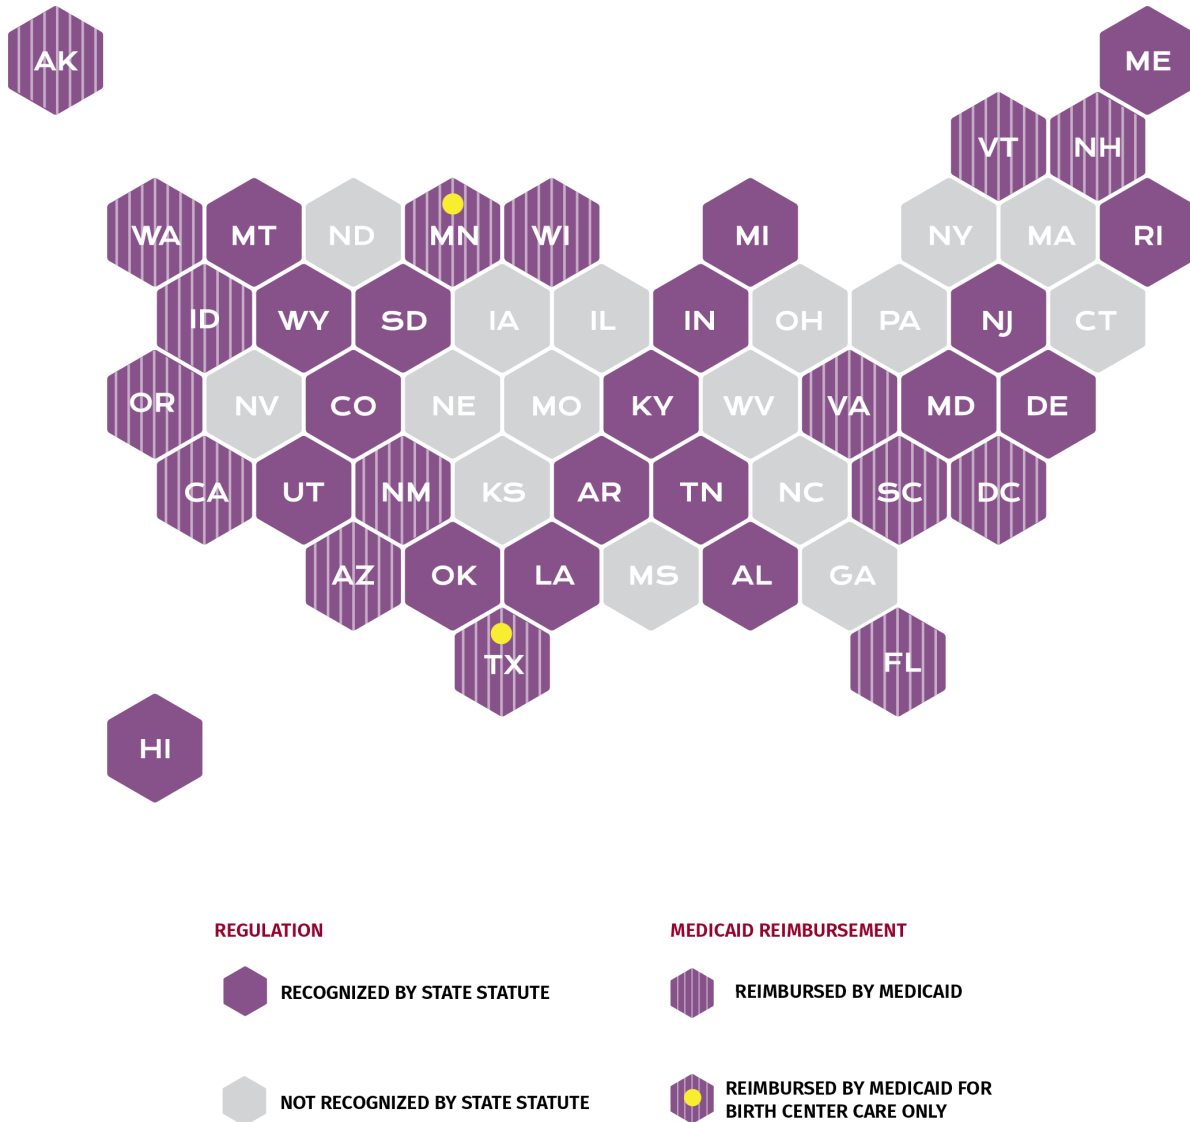 AK
ME
VT
NH
WA
MT
ND
MN
WI
MI
NY
MA
RI
ID
WY
SD
IA
IL
IN
OH
PA
NJ
CT
OR
NV
CO
NE
MO
KY
WV
VA
MD
DE
CA
UT
NM
KS
AR
TN
NC
SC
DC
AZ
OK
LA
MS
AL
GA
TX
FL
HI
REGULATION
RECOGNIZED BY STATE STATUTE
NOT RECOGNIZED BY STATE STATUTE
MEDICAID REIMBURSEMENT
REIMBURSED BY MEDICAID
REIMBURSED BY MEDICAID FOR
BIRTH CENTER CARE ONLY